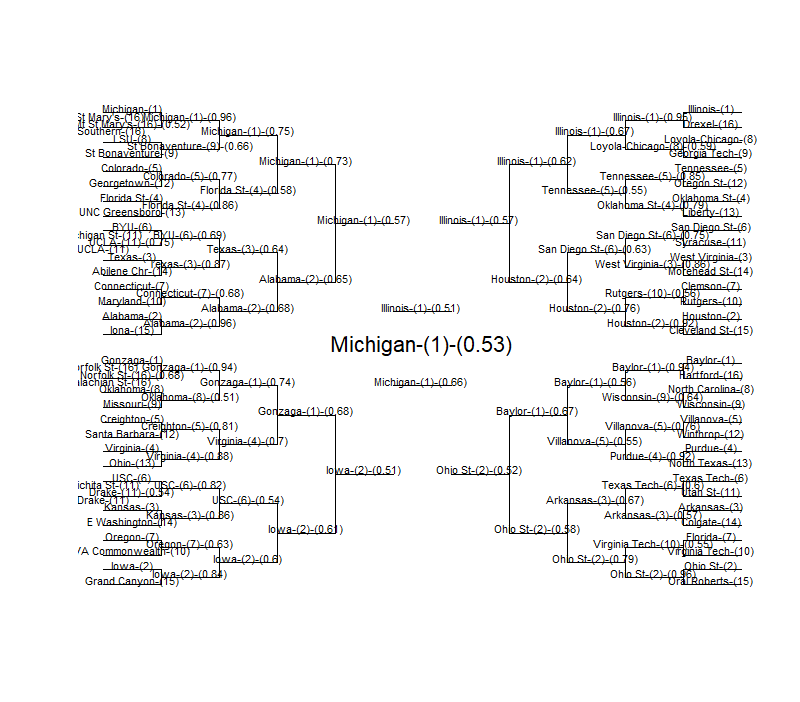 Michigan-(1)
St Mary's-(16)
St Mary's-(16)-(0.52)
Southern-(16)
Michigan-(1)-(0.96)
LSU-(8)
St Bonaventure-(9)
St Bonaventure-(9)-(0.66)
Michigan-(1)-(0.75)
Colorado-(5)
Georgetown-(12)
Colorado-(5)-(0.77)
Florida St-(4)
UNC Greensboro-(13)
Florida St-(4)-(0.86)
Florida St-(4)-(0.58)
Michigan-(1)-(0.73)
BYU-(6)
chigan St-(11)
UCLA-(11)-(0.75)
UCLA-(11)
BYU-(6)-(0.69)
Texas-(3)
Abilene Chr-(14)
Texas-(3)-(0.87)
Texas-(3)-(0.64)
Connecticut-(7)
Maryland-(10)
Connecticut-(7)-(0.68)
Alabama-(2)
Iona-(15)
Alabama-(2)-(0.96)
Alabama-(2)-(0.68)
Alabama-(2)-(0.65)
Michigan-(1)-(0.57)
Illinois-(1)
Drexel-(16)
Illinois-(1)-(0.95)
Loyola-Chicago-(8)
Georgia Tech-(9)
Loyola-Chicago-(8)-(0.59)
Illinois-(1)-(0.67)
Tennessee-(5)
Oregon St-(12)
Tennessee-(5)-(0.85)
Oklahoma St-(4)
Liberty-(13)
Oklahoma St-(4)-(0.79)
Tennessee-(5)-(0.55)
Illinois-(1)-(0.62)
San Diego St-(6)
Syracuse-(11)
San Diego St-(6)-(0.75)
West Virginia-(3)
Morehead St-(14)
West Virginia-(3)-(0.86)
San Diego St-(6)-(0.63)
Clemson-(7)
Rutgers-(10)
Rutgers-(10)-(0.56)
Houston-(2)
Cleveland St-(15)
Houston-(2)-(0.92)
Houston-(2)-(0.76)
Houston-(2)-(0.64)
Illinois-(1)-(0.57)
Illinois-(1)-(0.51)
Michigan-(1)-(0.53)
Michigan-(1)-(0.66)
Gonzaga-(1)
orfolk St-(16)
Norfolk St-(16)-(0.68)
alachian St-(16)
Gonzaga-(1)-(0.94)
Oklahoma-(8)
Missouri-(9)
Oklahoma-(8)-(0.51)
Gonzaga-(1)-(0.74)
Creighton-(5)
Santa Barbara-(12)
Creighton-(5)-(0.81)
Virginia-(4)
Ohio-(13)
Virginia-(4)-(0.88)
Virginia-(4)-(0.7)
Gonzaga-(1)-(0.68)
USC-(6)
ichita St-(11)
Drake-(11)-(0.54)
Drake-(11)
USC-(6)-(0.82)
Kansas-(3)
E Washington-(14)
Kansas-(3)-(0.86)
USC-(6)-(0.54)
Oregon-(7)
VA Commonwealth-(10)
Oregon-(7)-(0.63)
Iowa-(2)
Grand Canyon-(15)
Iowa-(2)-(0.84)
Iowa-(2)-(0.6)
Iowa-(2)-(0.61)
Iowa-(2)-(0.51)
Baylor-(1)
Hartford-(16)
Baylor-(1)-(0.94)
North Carolina-(8)
Wisconsin-(9)
Wisconsin-(9)-(0.64)
Baylor-(1)-(0.56)
Villanova-(5)
Winthrop-(12)
Villanova-(5)-(0.76)
Purdue-(4)
North Texas-(13)
Purdue-(4)-(0.92)
Villanova-(5)-(0.55)
Baylor-(1)-(0.67)
Texas Tech-(6)
Utah St-(11)
Texas Tech-(6)-(0.6)
Arkansas-(3)
Colgate-(14)
Arkansas-(3)-(0.57)
Arkansas-(3)-(0.67)
Florida-(7)
Virginia Tech-(10)
Virginia Tech-(10)-(0.55)
Ohio St-(2)
Oral Roberts-(15)
Ohio St-(2)-(0.96)
Ohio St-(2)-(0.79)
Ohio St-(2)-(0.58)
Ohio St-(2)-(0.52)